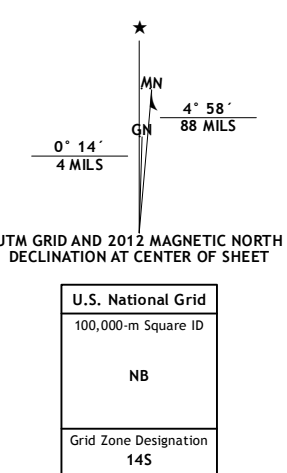 ★
MN
4° 58´
88 MILS
GN
0° 14´
4 MILS
UTM GRID AND 2012 MAGNETIC NORTH
DECLINATION AT CENTER OF SHEET
U.S. National Grid
100,000-m Square ID
NB
Grid Zone Designation
14S